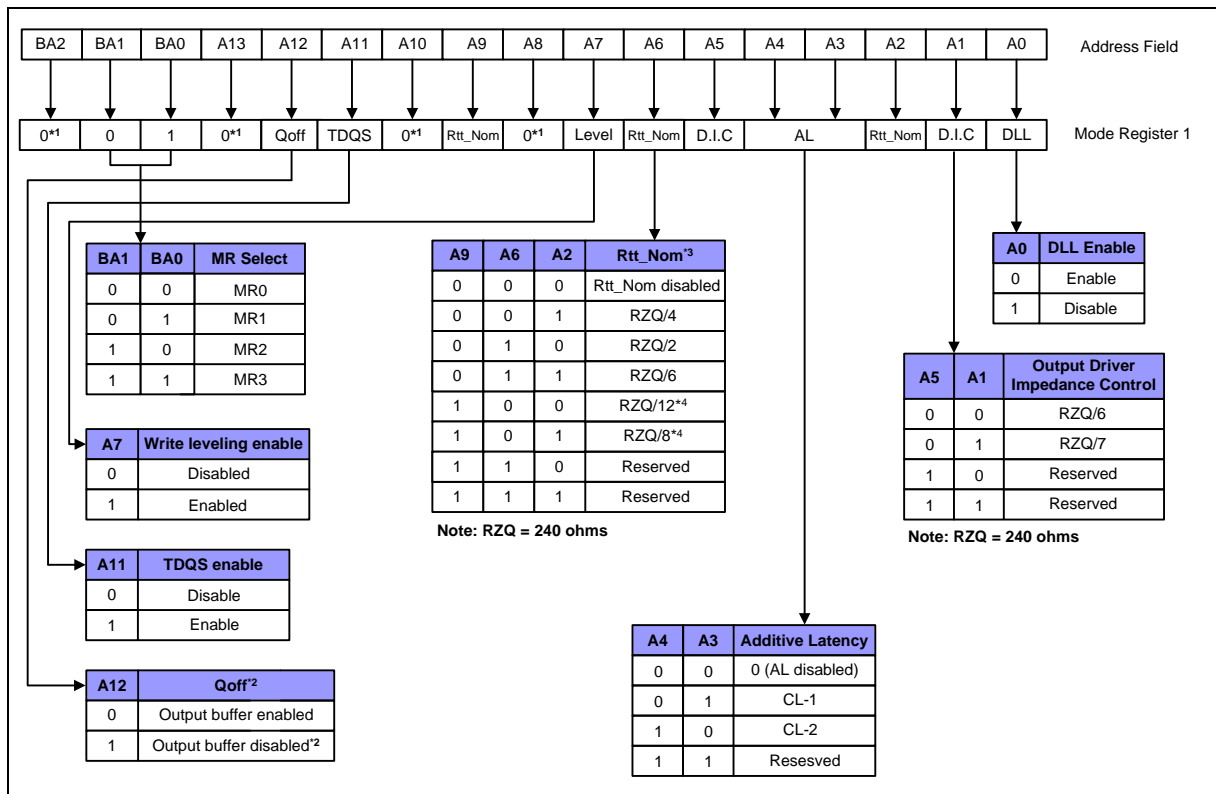 BA2 BA1 BA0 A13 A12 A11 A10 A9 A8 A7 A6 A5 A4 A3 A2 A1 A0 Address Field
0*1 0 1 0*1 Qoff TDQS 0*1 Rtt_Nom 0*1 Level Rtt_Nom D.I.C AL Rtt_Nom D.I.C DLL Mode Register 1
BA1 BA0 MR Select
0 0 MR0
0 1 MR1
1 0 MR2
1 1 MR3
A7 Write leveling enable
0 Disabled
1 Enabled
A11 TDQS enable
0 Disable
1 Enable
A12 Qoff*2
0 Output buffer enabled
1 Output buffer disabled*2
A9 A6 A2 Rtt_Nom*3
0 0 0 Rtt_Nom disabled
0 0 1 RZQ/4
0 1 0 RZQ/2
0 1 1 RZQ/6
1 0 0 RZQ/12*4
1 0 1 RZQ/8*4
1 1 0 Reserved
1 1 1 Reserved
Note: RZQ = 240 ohms
A4 A3 Additive Latency
0 0 0 (AL disabled)
0 1 CL-1
1 0 CL-2
1 1 Resesved
A0 DLL Enable
0 Enable
1 Disable
A5 A1 Output Driver
Impedance Control
0 0 RZQ/6
0 1 RZQ/7
1 0 Reserved
1 1 Reserved
Note: RZQ = 240 ohms